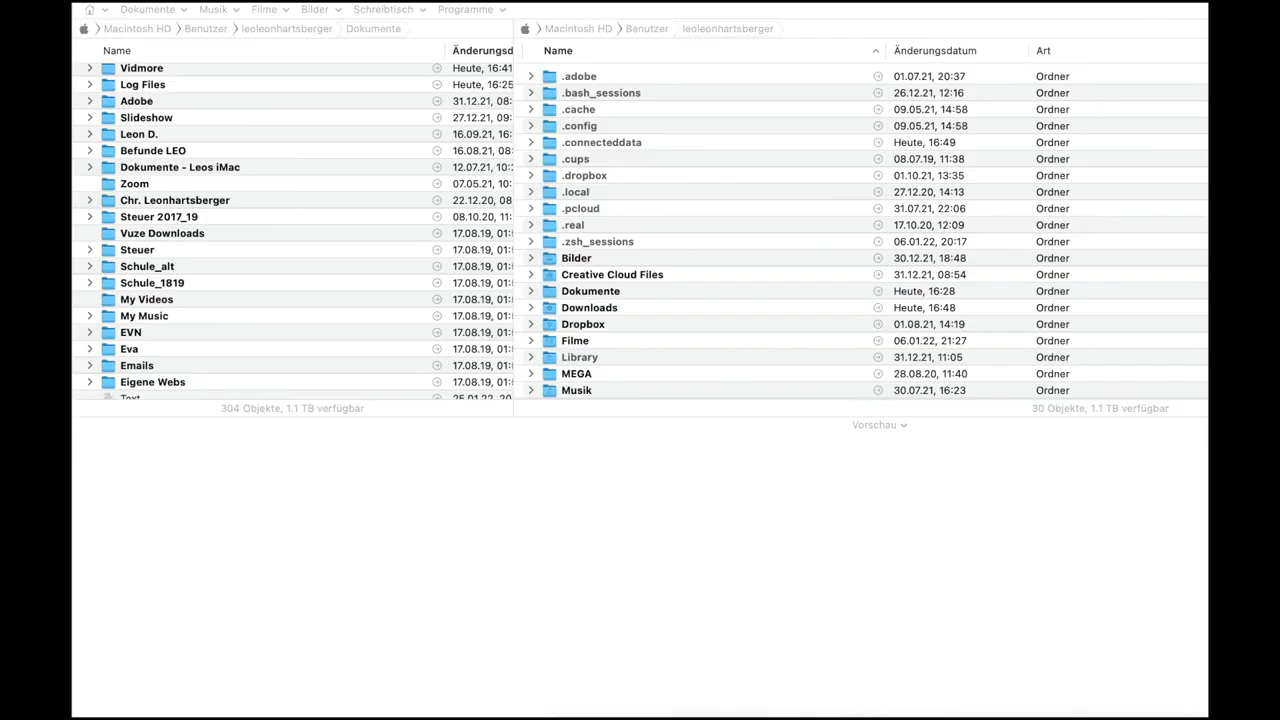 Dokumente Musik Filme Bilder Schreibtisch Programme
Macintosh HD Benutzer leoleonhartsberger Dokumente
Name Änderungsd
Vidmore Heute, 16:41
Log Files Heute, 16:25
Adobe 31.12.21, 08:
Slideshow 27.12.21, 09:
Leon D. 16.09.21, 16:
Befunde LEO 16.08.21, 08:
Dokumente - Leos iMac 12.07.21, 10:
Zoom 07.05.21, 10:
Chr. Leonhartsberger 22.12.20, 08
Steuer 2017_19 08.10.20, 11:
Vuze Downloads 17.08.19, 01:
Steuer 17.08.19, 01:
Schule_alt 17.08.19, 01:
Schule_1819 17.08.19, 01:
My Videos 17.08.19, 01:
My Music 17.08.19, 01:
EVN 17.08.19, 01:
Eva 17.08.19, 01:
Emails 17.08.19, 01:
Eigene Webs 17.08.19, 01:
304 Objekte, 1.1 TB verfügbar
Macintosh HD Benutzer leoleonhartsberger
Name Änderungsdatum Art
.adobe 01.07.21, 20:37 Ordner
.bash_sessions 26.12.21, 12:16 Ordner
.cache 09.05.21, 14:58 Ordner
.config 09.05.21, 14:58 Ordner
.connecteddata Heute, 16:49 Ordner
.cups 08.07.19, 11:38 Ordner
.dropbox 01.10.21, 13:35 Ordner
.local 27.12.20, 14:13 Ordner
.pcloud 31.07.21, 22:06 Ordner
.real 17.10.20, 12:09 Ordner
.zsh_sessions 06.01.22, 20:17 Ordner
Bilder 30.12.21, 18:48 Ordner
Creative Cloud Files 31.12.21, 08:54 Ordner
Dokumente Heute, 16:28 Ordner
Downloads Heute, 16:48 Ordner
Dropbox 01.08.21, 14:19 Ordner
Filme 06.01.22, 21:27 Ordner
Library 31.12.21, 11:05 Ordner
MEGA 28.08.20, 11:40 Ordner
Musik 30.07.21, 16:23 Ordner
30 Objekte, 1.1 TB verfügbar
Vorschau